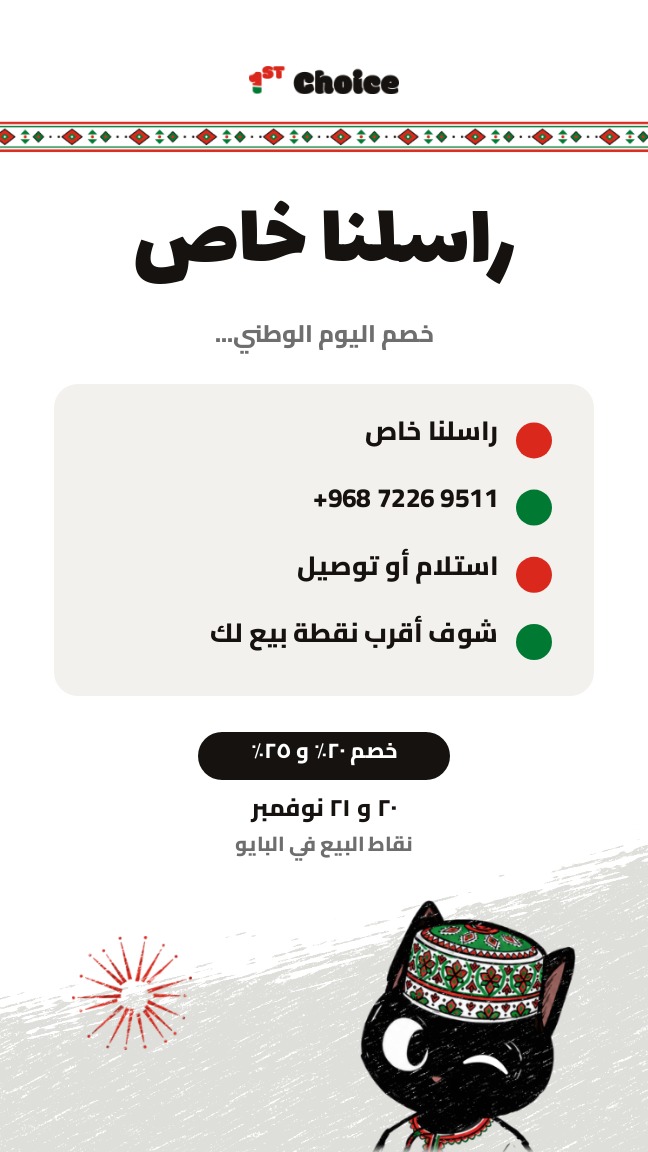 1ST Choice
راسلنا خاص
خصم اليوم الوطني...
راسلنا خاص
+968 7226 9511
استلام أو توصيل
شوف أقرب نقطة بيع لك
خصم ٢٠٪ و ٢٥٪
٢٠ و ٢١ نوفمبر
نقاط البيع في البايو